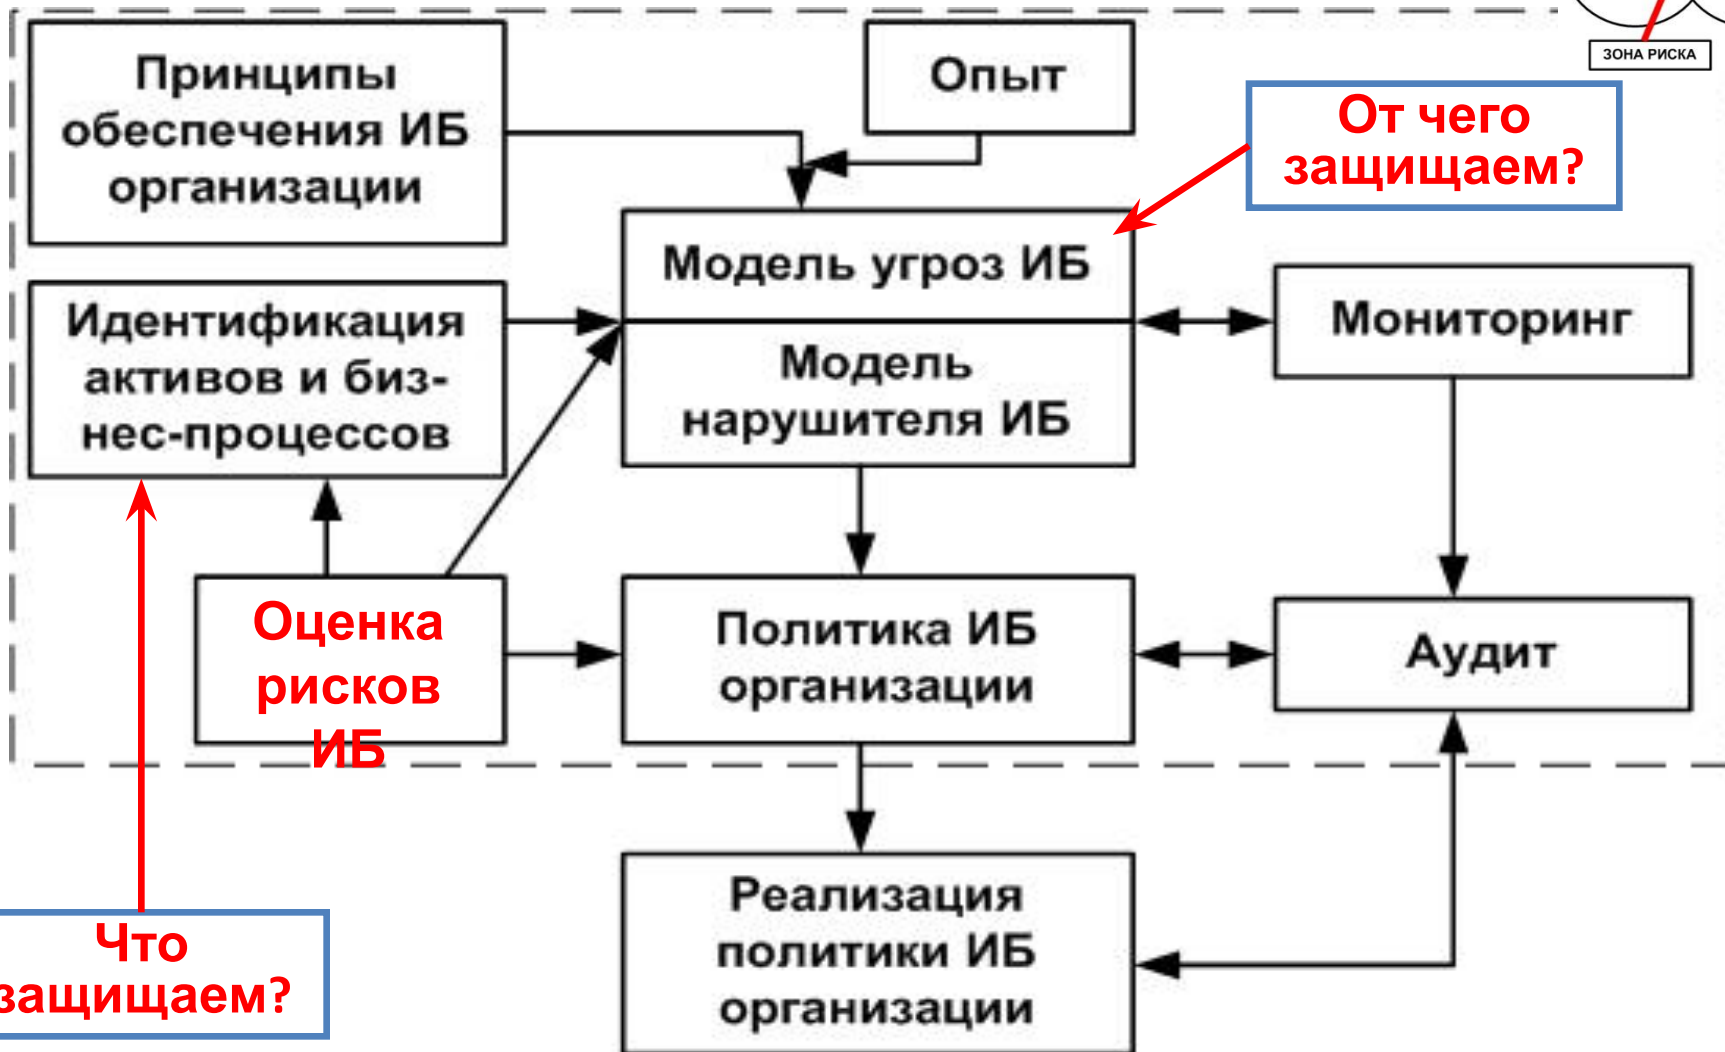 ЗОНА РИСКА
Принципы
обеспечения ИБ
организации
Опыт
От чего
защищаем?
Модель угроз ИБ
Модель
нарушителя ИБ
Идентификация
активов и биз-
нес-процессов
Мониторинг
Оценка
рисков
ИБ
Политика ИБ
организации
Аудит
Что
защищаем?
Реализация
политики ИБ
организации